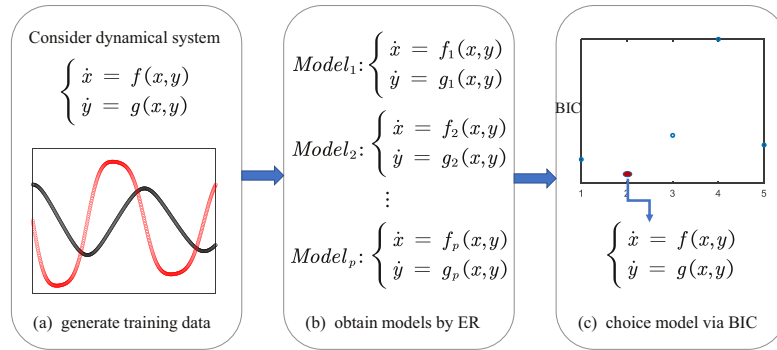 Consider dynamical system
ẋ = f(x,y)
ẏ = g(x,y)
(a) generate training data
Model₁: ẋ = f₁(x,y)
ẏ = g₁(x,y)
Model₂: ẋ = f₂(x,y)
ẏ = g₂(x,y)
⋮
Modelₚ: ẋ = fₚ(x,y)
ẏ = gₚ(x,y)
(b) obtain models by ER
BIC
1 2 3 4 5
ẋ = f(x,y)
ẏ = g(x,y)
(c) choice model via BIC